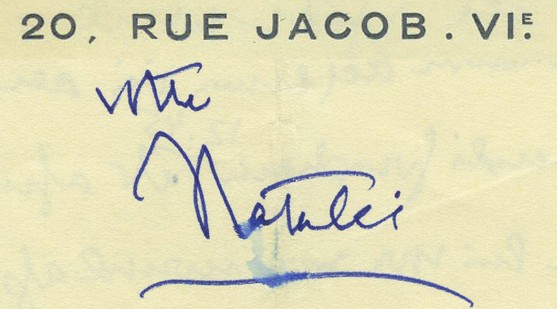 20, RUE JACOB. VIE.
votre
Natalie